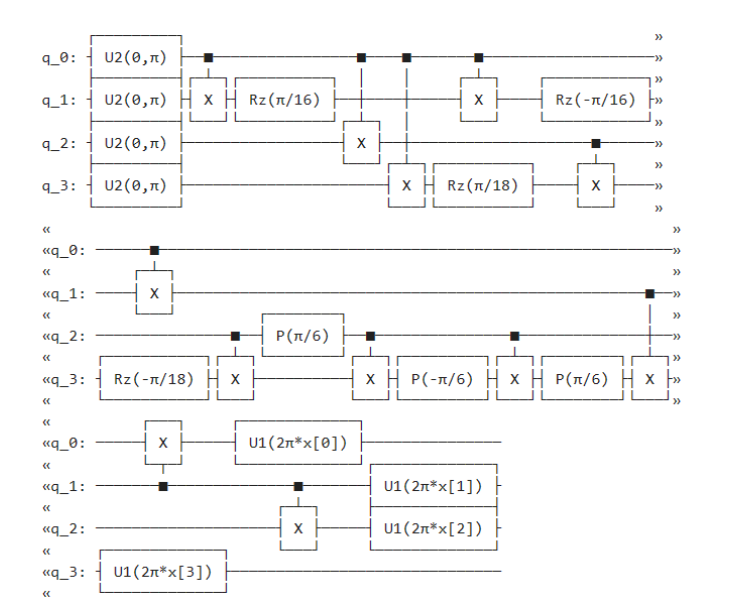 »
q_0: U2(0,π) »
»
q_1: U2(0,π) X Rz(π/16) X Rz(-π/16) »
»
q_2: U2(0,π) X »
»
q_3: U2(0,π) X Rz(π/18) X »
»
« »
«q_0: »
« »
«q_1: X »
« »
«q_2: P(π/6) »
« »
«q_3: Rz(-π/18) X X P(-π/6) X P(π/6) X »
« »
«
«q_0: X U1(2π*x[0])
«
«q_1: U1(2π*x[1])
«
«q_2: X U1(2π*x[2])
«
«q_3: U1(2π*x[3])
«